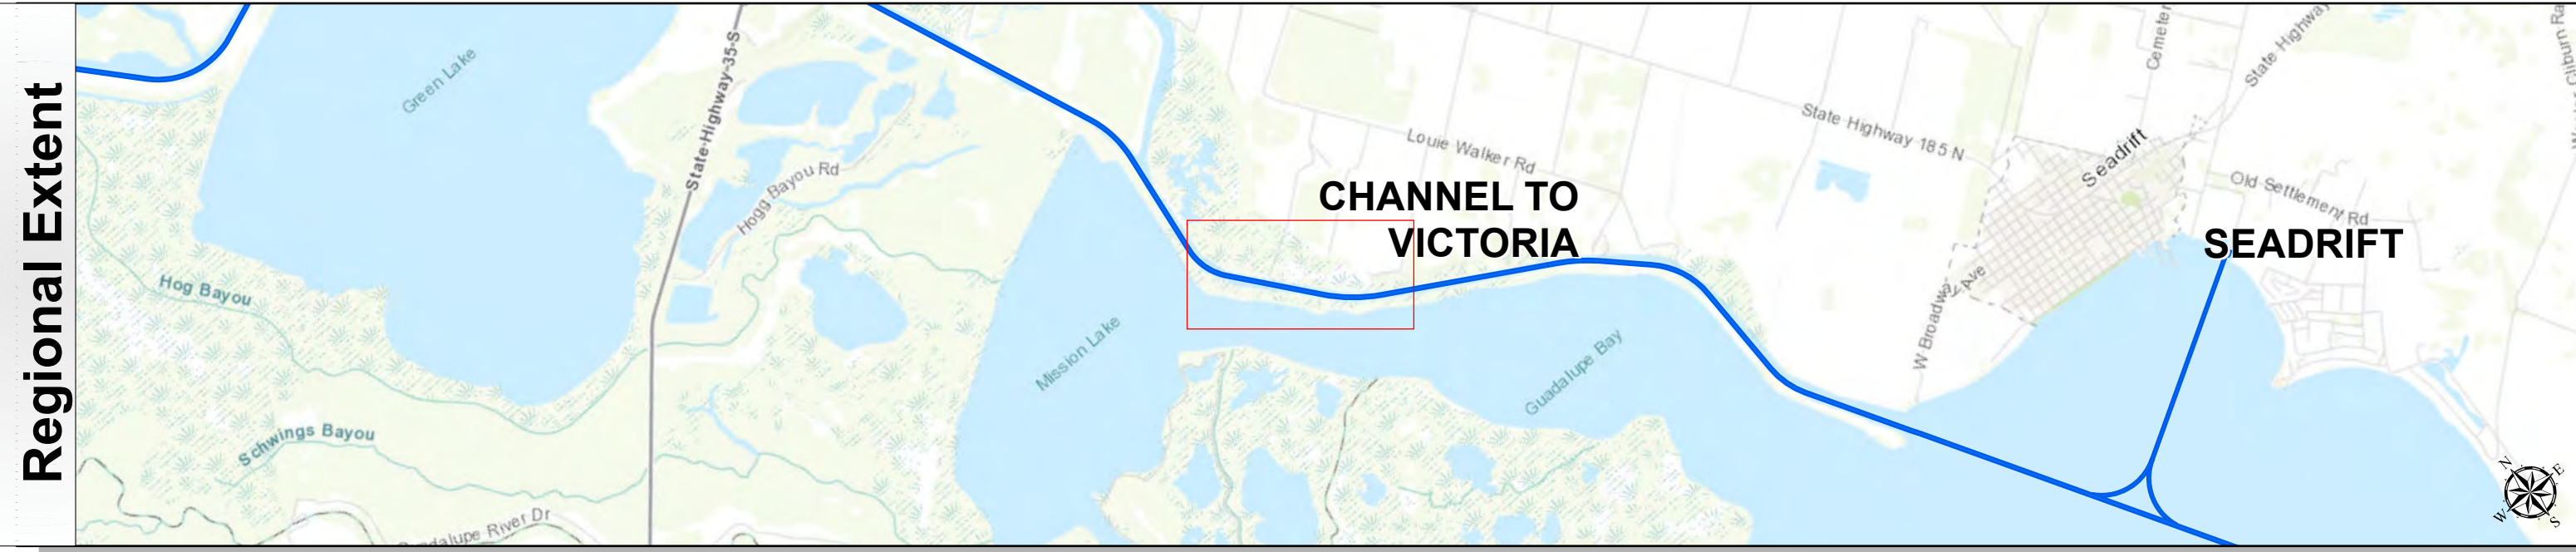 Regional Extent
Green Lake
State-Highway-35-S
Hogg Bayou Rd
Hog Bayou
Schwings Bayou
Guadalupe River Dr
Mission Lake
Guadalupe Bay
Louie Walker Rd
CHANNEL TO
VICTORIA
State Highway 185 N
Seadrift
SEADRIFT
Old Settlement Rd
State Highway
W Broadway Ave
N
E
W
S